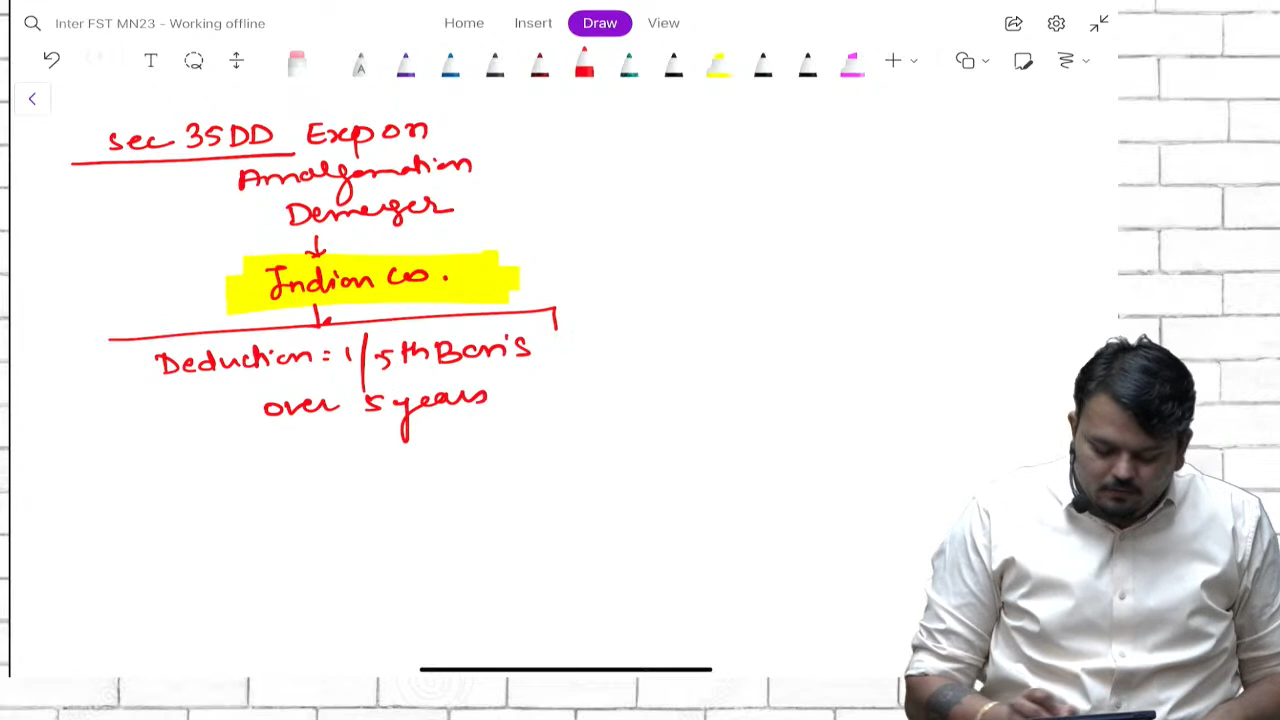 Inter FST MN23 - Working offline
Home Insert Draw View
T
A
sec 35DD Exp on
Amalgamation
Demerger
Indian co.
Deduction = 1/5th Basis
over 5 years